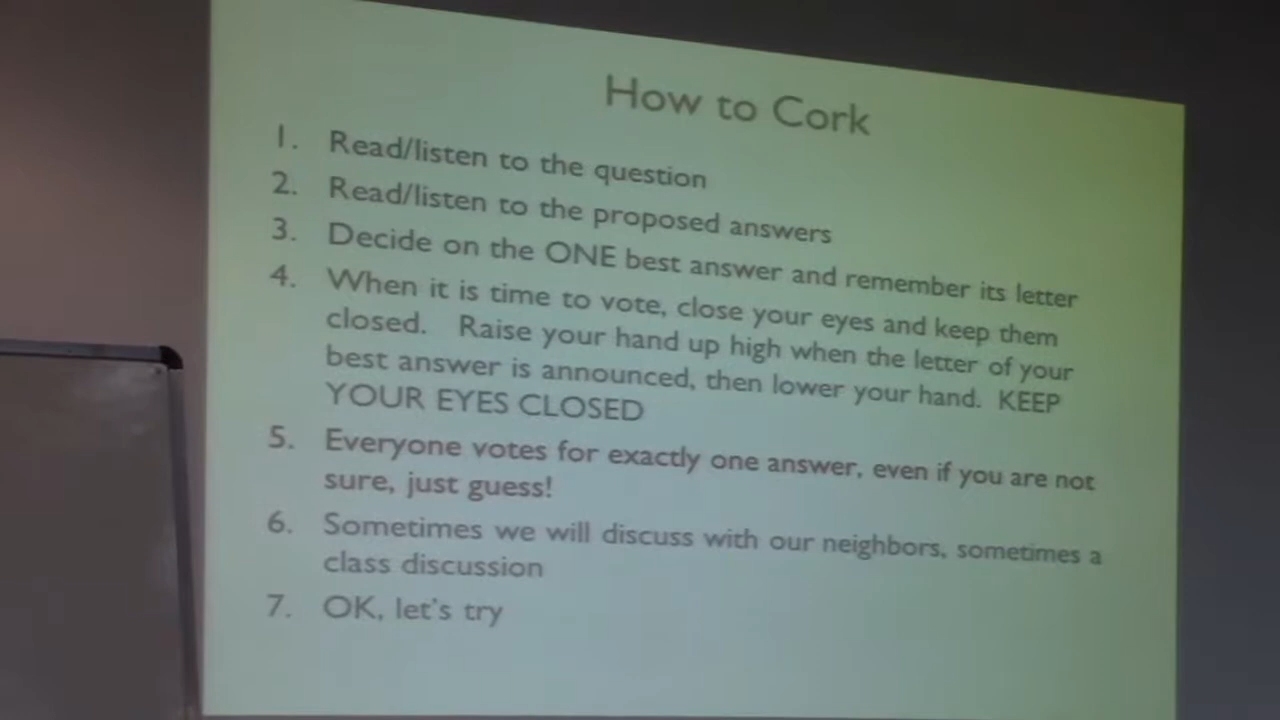 How to Cork
1. Read/listen to the question
2. Read/listen to the proposed answers
3. Decide on the ONE best answer and remember its letter
4. When it is time to vote, close your eyes and keep them
closed. Raise your hand up high when the letter of your
best answer is announced, then lower your hand. KEEP
YOUR EYES CLOSED
5. Everyone votes for exactly one answer, even if you are not
sure, just guess!
6. Sometimes we will discuss with our neighbors, sometimes a
class discussion
7. OK, let's try